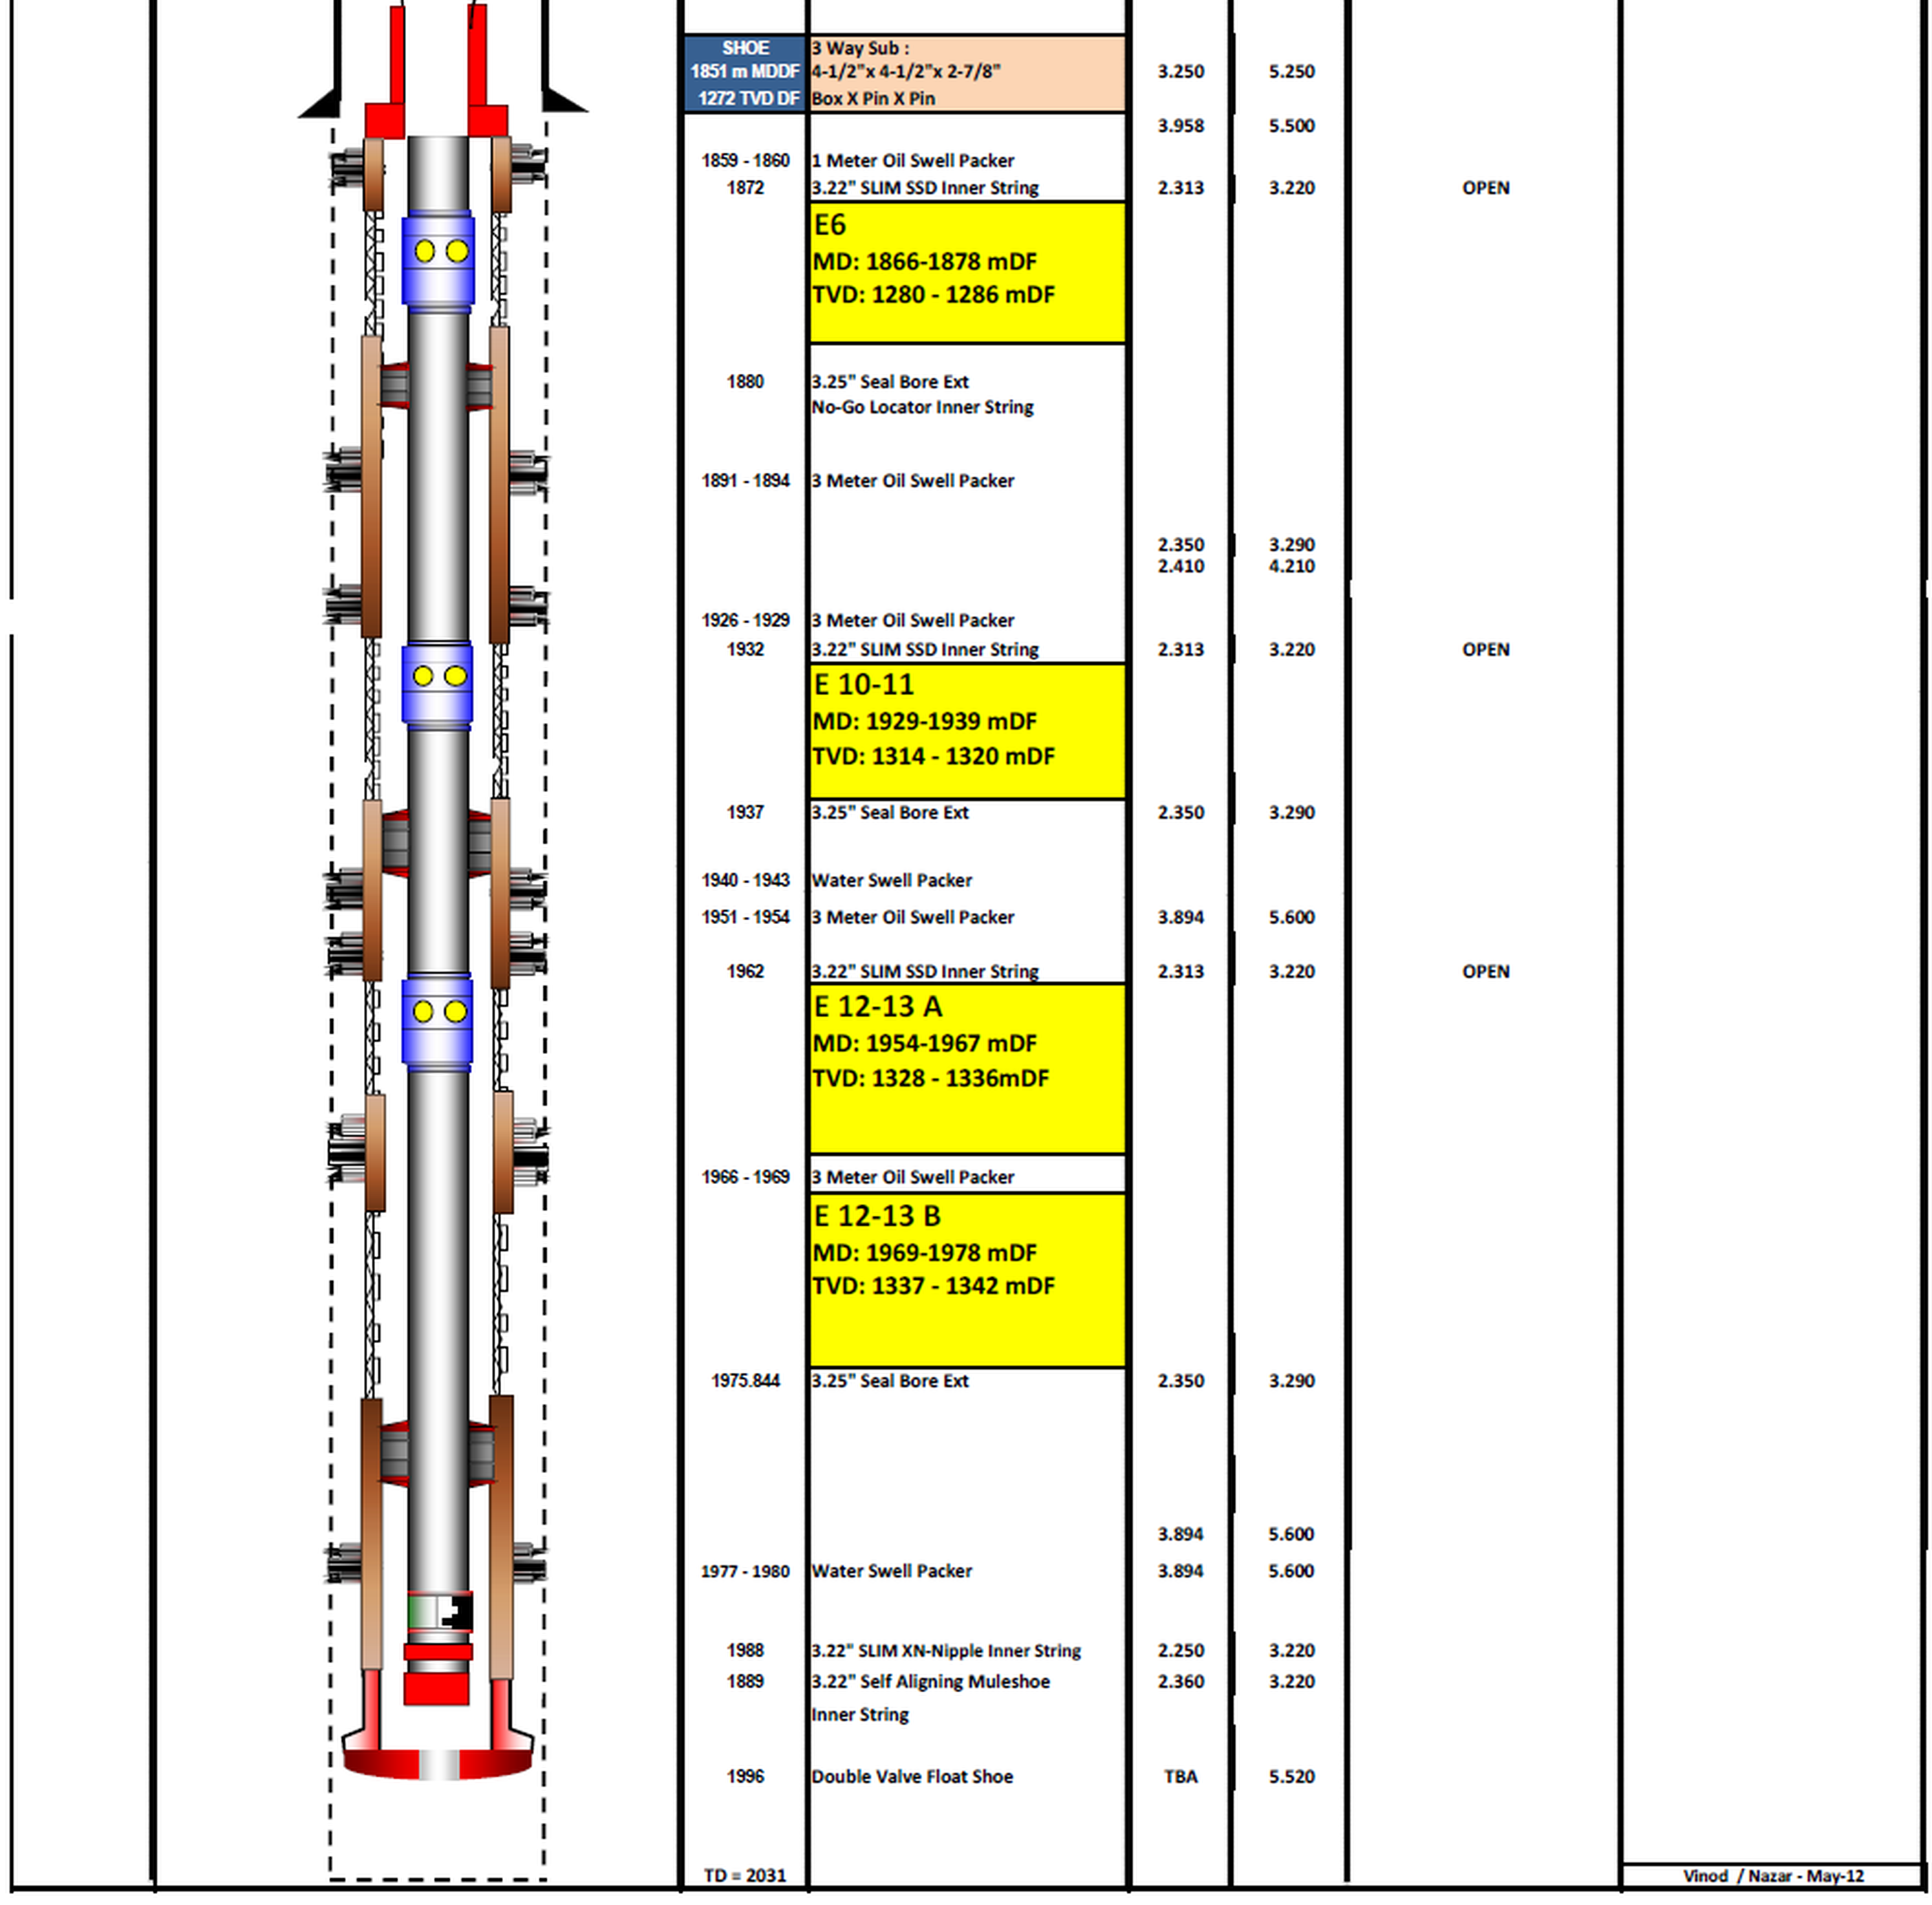 SHOE 3 Way Sub :
1851 m MDDF 4-1/2"x 4-1/2"x 2-7/8" 3.250 5.250
1272 TVD DF Box X Pin X Pin
3.958 5.500
1859 - 1860 1 Meter Oil Swell Packer
1872 3.22" SLIM SSD Inner String 2.313 3.220 OPEN
E6
MD: 1866-1878 mDF
TVD: 1280 - 1286 mDF
1880 3.25" Seal Bore Ext
No-Go Locator Inner String
1891 - 1894 3 Meter Oil Swell Packer
2.350 3.290
2.410 4.210
1926 - 1929 3 Meter Oil Swell Packer
1932 3.22" SLIM SSD Inner String 2.313 3.220 OPEN
E 10-11
MD: 1929-1939 mDF
TVD: 1314 - 1320 mDF
1937 3.25" Seal Bore Ext 2.350 3.290
1940 - 1943 Water Swell Packer
1951 - 1954 3 Meter Oil Swell Packer 3.894 5.600
1962 3.22" SLIM SSD Inner String 2.313 3.220 OPEN
E 12-13 A
MD: 1954-1967 mDF
TVD: 1328 - 1336mDF
1966 - 1969 3 Meter Oil Swell Packer
E 12-13 B
MD: 1969-1978 mDF
TVD: 1337 - 1342 mDF
1975.844 3.25" Seal Bore Ext 2.350 3.290
3.894 5.600
1977 - 1980 Water Swell Packer 3.894 5.600
1988 3.22" SLIM XN-Nipple Inner String 2.250 3.220
1889 3.22" Self Aligning Muleshoe 2.360 3.220
Inner String
1996 Double Valve Float Shoe TBA 5.520
TD = 2031 Vinod / Nazar - May-12